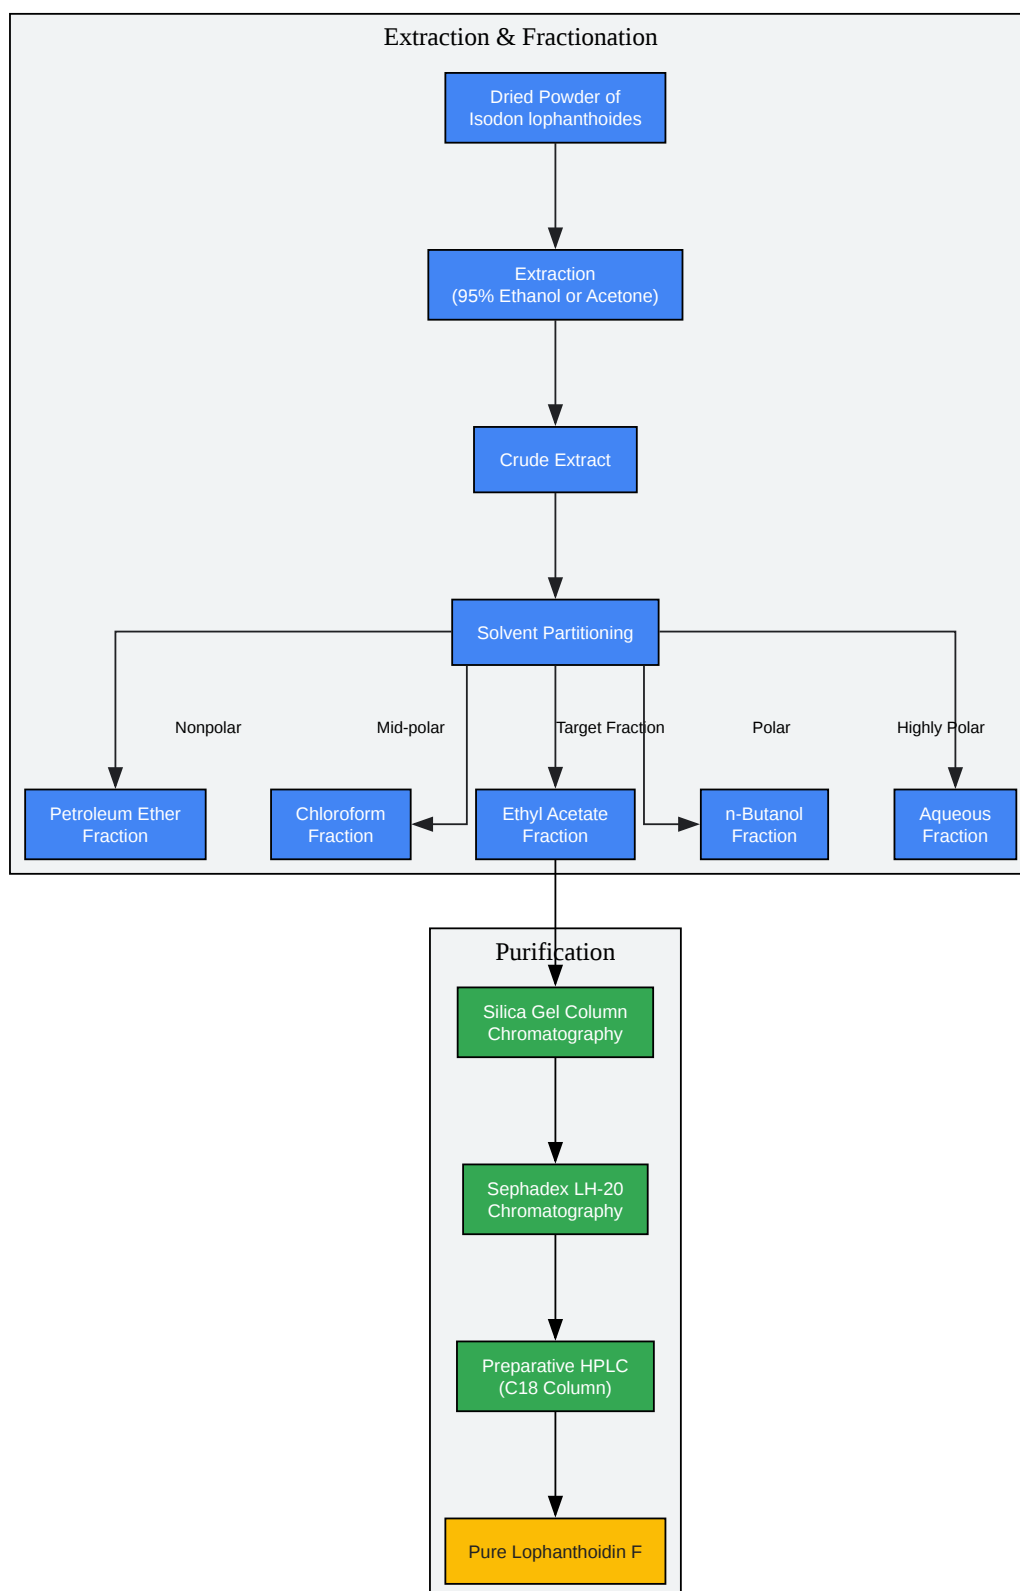 Extraction & Fractionation
Dried Powder of
Isodon lophanthoides
Extraction
(95% Ethanol or Acetone)
Crude Extract
Solvent Partitioning
Nonpolar
Mid-polar
Target Fraction
Polar
Highly Polar
Petroleum Ether
Fraction
Chloroform
Fraction
Ethyl Acetate
Fraction
n-Butanol
Fraction
Aqueous
Fraction
Purification
Silica Gel Column
Chromatography
Sephadex LH-20
Chromatography
Preparative HPLC
(C18 Column)
Pure Lophanthoidin F